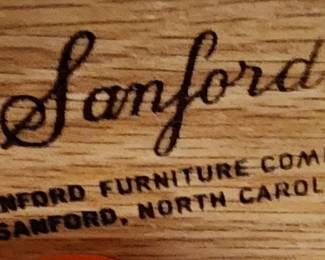 Sanford
NFORD FURNITURE COM
SANFORD, NORTH CAROL